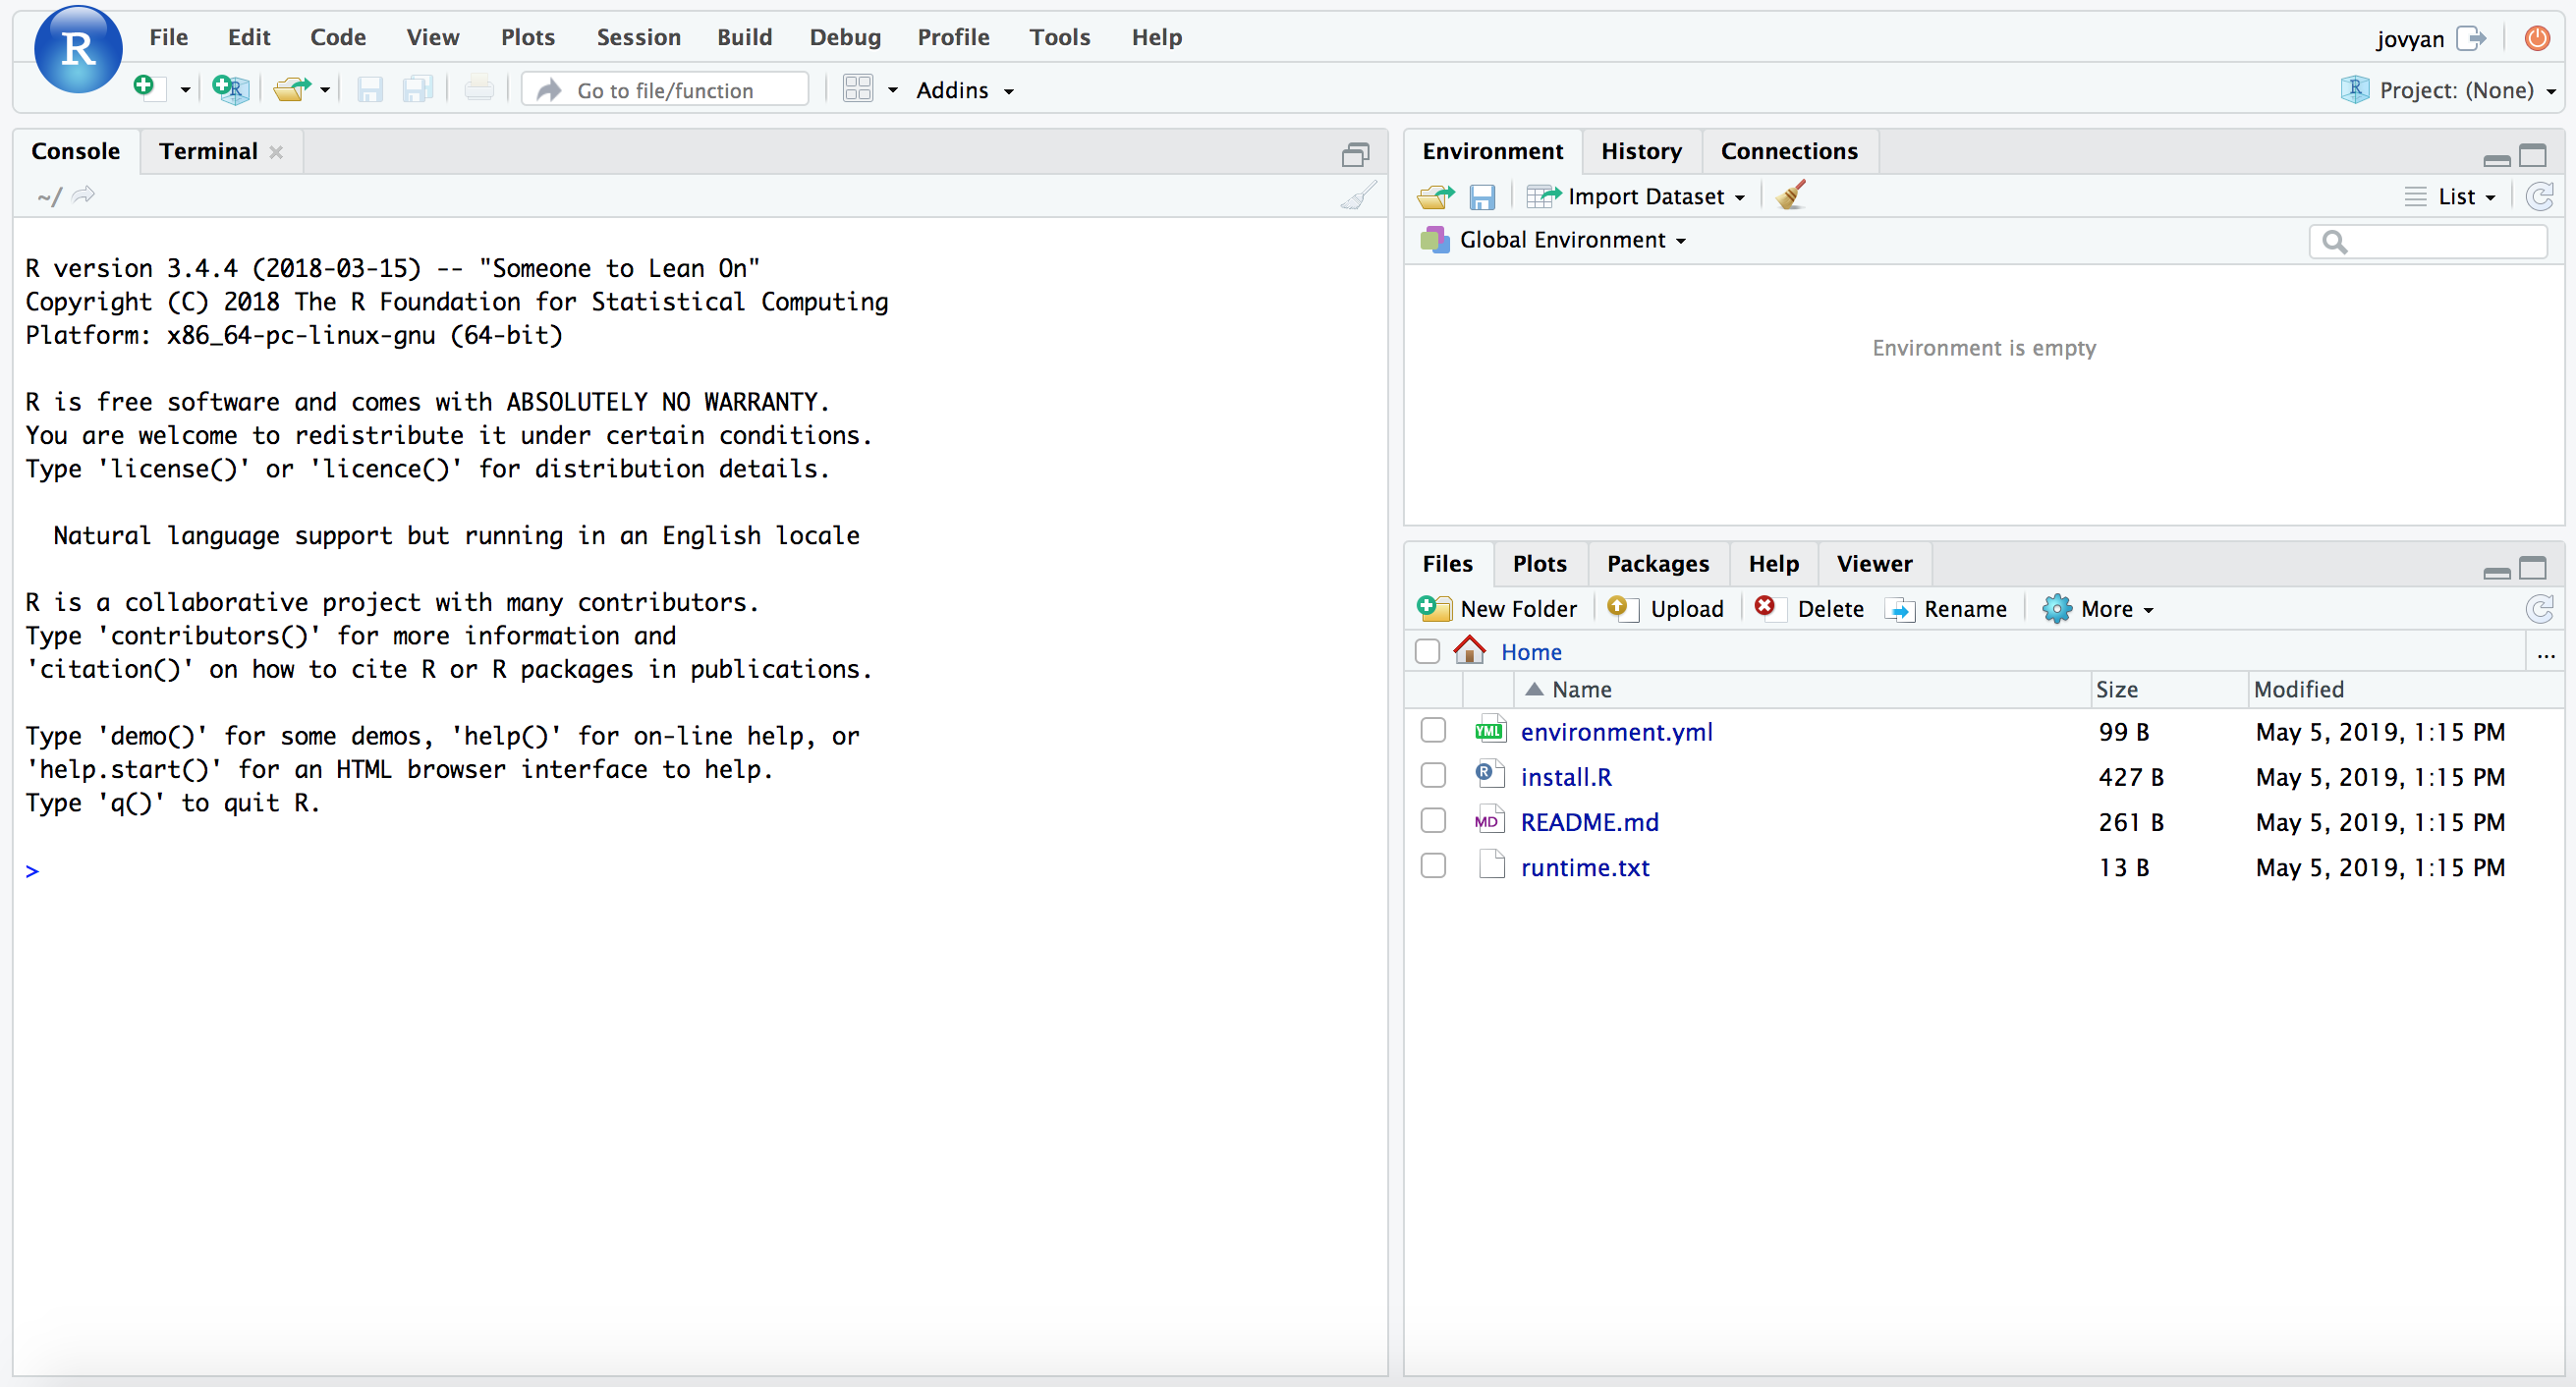 R
File Edit Code View Plots Session Build Debug Profile Tools Help
jovyan
R
Go to file/function
Addins
R Project: (None)
Console Terminal
~/
R version 3.4.4 (2018-03-15) -- "Someone to Lean On"
Copyright (C) 2018 The R Foundation for Statistical Computing
Platform: x86_64-pc-linux-gnu (64-bit)
R is free software and comes with ABSOLUTELY NO WARRANTY.
You are welcome to redistribute it under certain conditions.
Type 'license()' or 'licence()' for distribution details.
Natural language support but running in an English locale
R is a collaborative project with many contributors.
Type 'contributors()' for more information and
'citation()' on how to cite R or R packages in publications.
Type 'demo()' for some demos, 'help()' for on-line help, or
'help.start()' for an HTML browser interface to help.
Type 'q()' to quit R.
>
Environment History Connections
Import Dataset
List
Global Environment
Environment is empty
Files Plots Packages Help Viewer
New Folder Upload Delete Rename More
Home
...
Name Size Modified
YML environment.yml 99 B May 5, 2019, 1:15 PM
R install.R 427 B May 5, 2019, 1:15 PM
MD README.md 261 B May 5, 2019, 1:15 PM
runtime.txt 13 B May 5, 2019, 1:15 PM